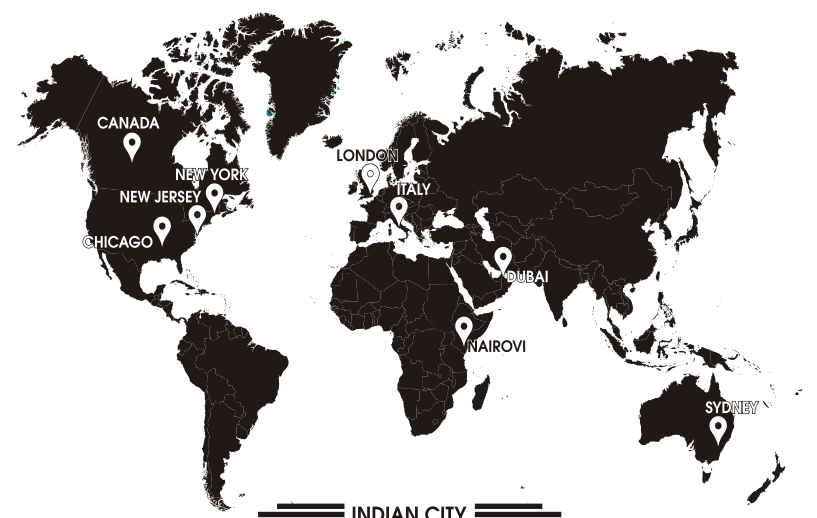 CANADA
LONDON
NEW YORK
ITALY
NEW JERSEY
CHICAGO
DUBAI
NAIROVI
SYDNEY
INDIAN CITY